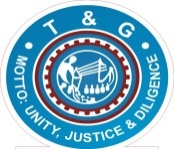 T & G
MOTTO: UNITY, JUSTICE & DILIGENCE